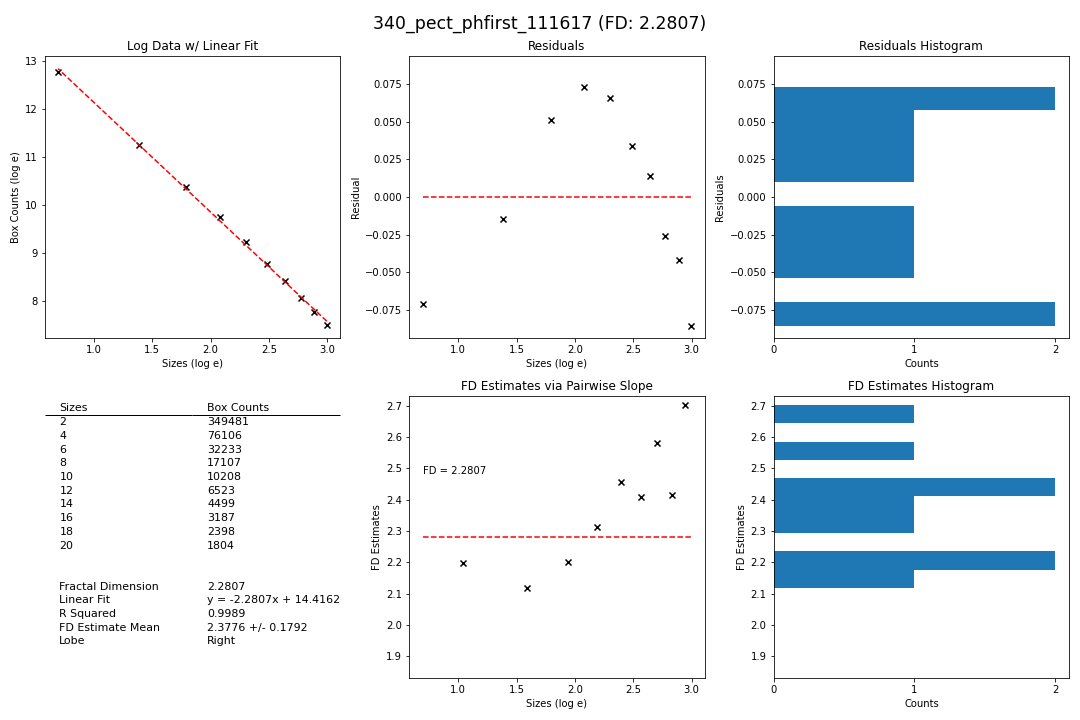 340_pect_phfirst_111617 (FD: 2.2807)
Log Data w/ Linear Fit
13
12
11
10
9
8
Box Counts (log e)
1.0 1.5 2.0 2.5 3.0
Sizes (log e)
Residuals
0.075
0.050
0.025
0.000
−0.025
−0.050
−0.075
Residual
1.0 1.5 2.0 2.5 3.0
Sizes (log e)
Residuals Histogram
0.075
0.050
0.025
0.000
−0.025
−0.050
−0.075
Residuals
0 1 2
Counts
Sizes Box Counts
2 349481
4 76106
6 32233
8 17107
10 10208
12 6523
14 4499
16 3187
18 2398
20 1804
Fractal Dimension 2.2807
Linear Fit y = -2.2807x + 14.4162
R Squared 0.9989
FD Estimate Mean 2.3776 +/- 0.1792
Lobe Right
FD Estimates via Pairwise Slope
2.7
2.6
2.5
2.4
2.3
2.2
2.1
2.0
1.9
FD Estimates
FD = 2.2807
1.0 1.5 2.0 2.5 3.0
Sizes (log e)
FD Estimates Histogram
2.7
2.6
2.5
2.4
2.3
2.2
2.1
2.0
1.9
FD Estimates
0 1 2
Counts